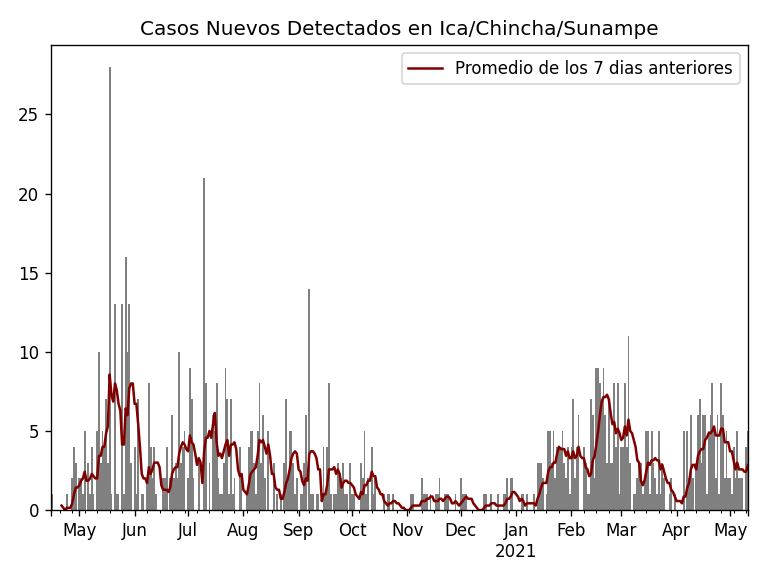 Casos Nuevos Detectados en Ica/Chincha/Sunampe
Promedio de los 7 dias anteriores
25
20
15
10
5
0
May Jun Jul Aug Sep Oct Nov Dec Jan Feb Mar Apr May
2021